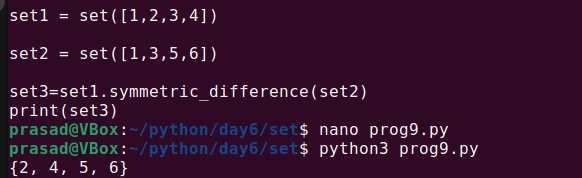 set1 = set([1,2,3,4])
set2 = set([1,3,5,6])
set3=set1.symmetric_difference(set2)
print(set3)
prasad@VBox:~/python/day6/set$ nano prog9.py
prasad@VBox:~/python/day6/set$ python3 prog9.py
{2, 4, 5, 6}